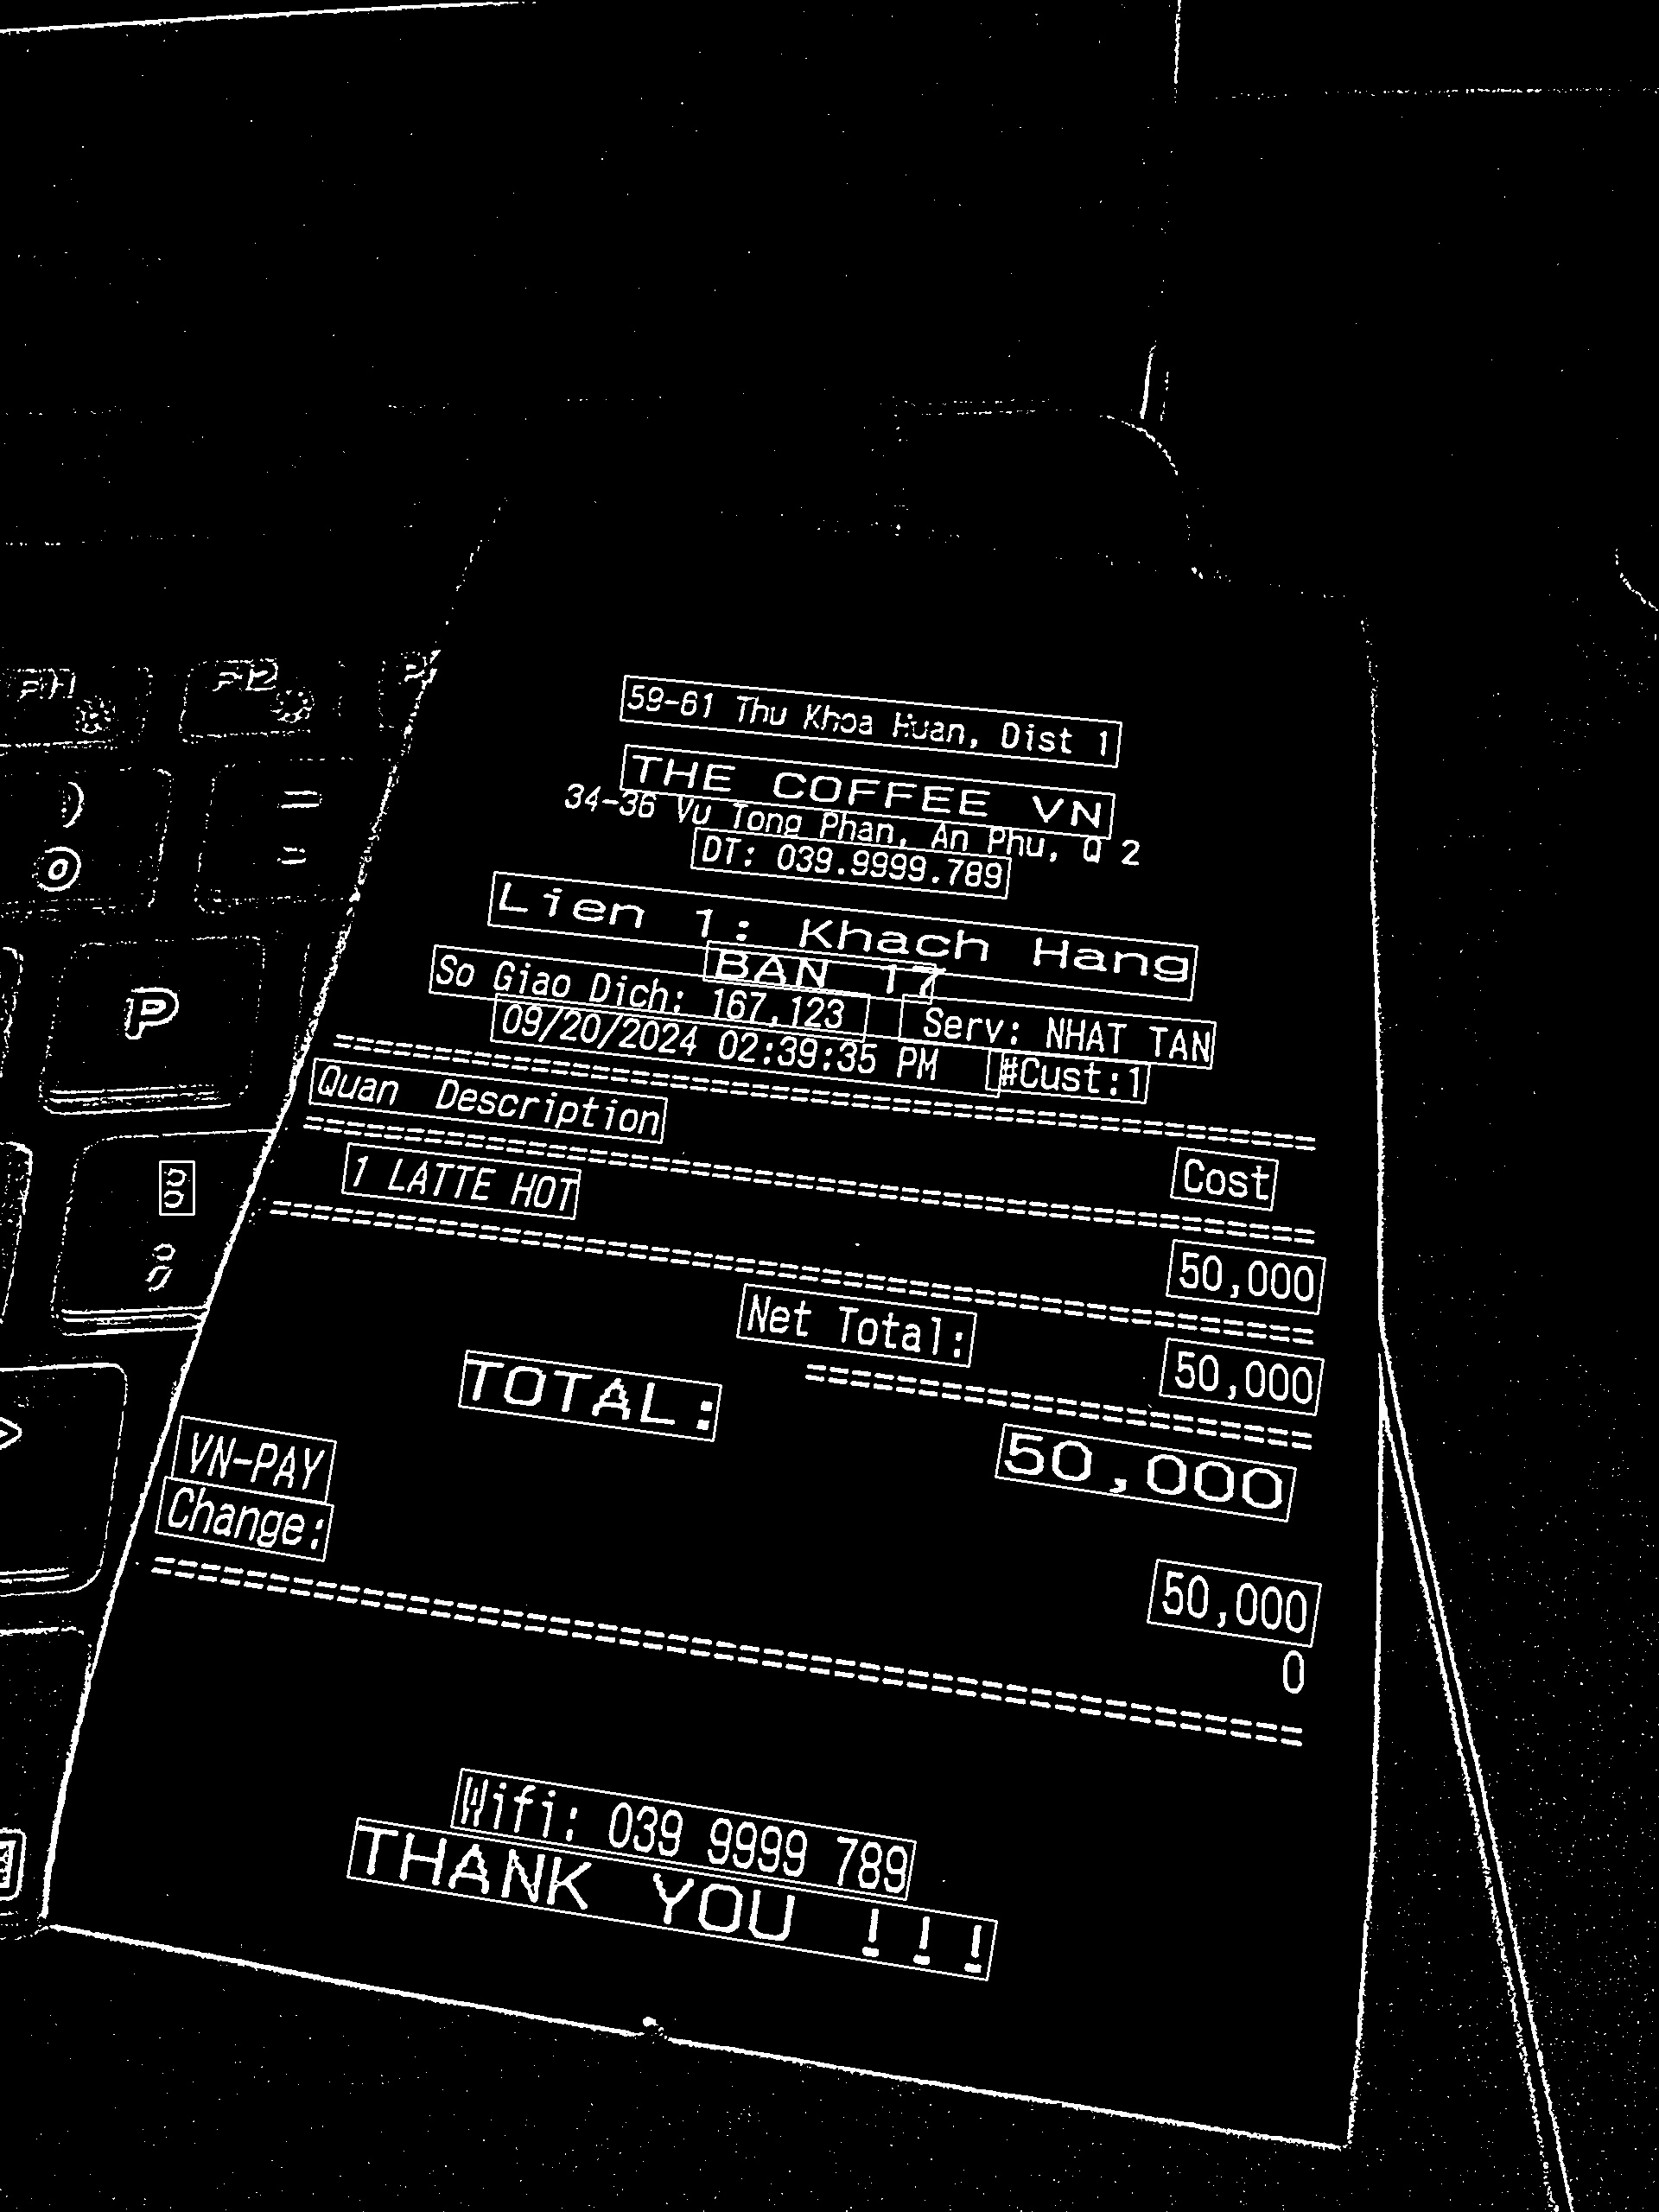 59-61 Thu Khoa Huan, Dist 1
THE COFFEE VN
34-36 Vu Tong Phan, An Phu, Q 2
DT: 039.9999.789
Lien 1: Khach Hang
BAN 17
So Giao Dich: 167,123 Serv: NHAT TAN
09/20/2024 02:39:35 PM #Cust:1
==================================================
Quan Description Cost
==================================================
1 LATTE HOT 50,000
==================================================
Net Total: 50,000
==========================
TOTAL: 50,000
VN-PAY 50,000
Change: 0
==================================================
Wifi: 039 9999 789
THANK YOU !!!
F11
F12
)
0
=
P
:
;
>